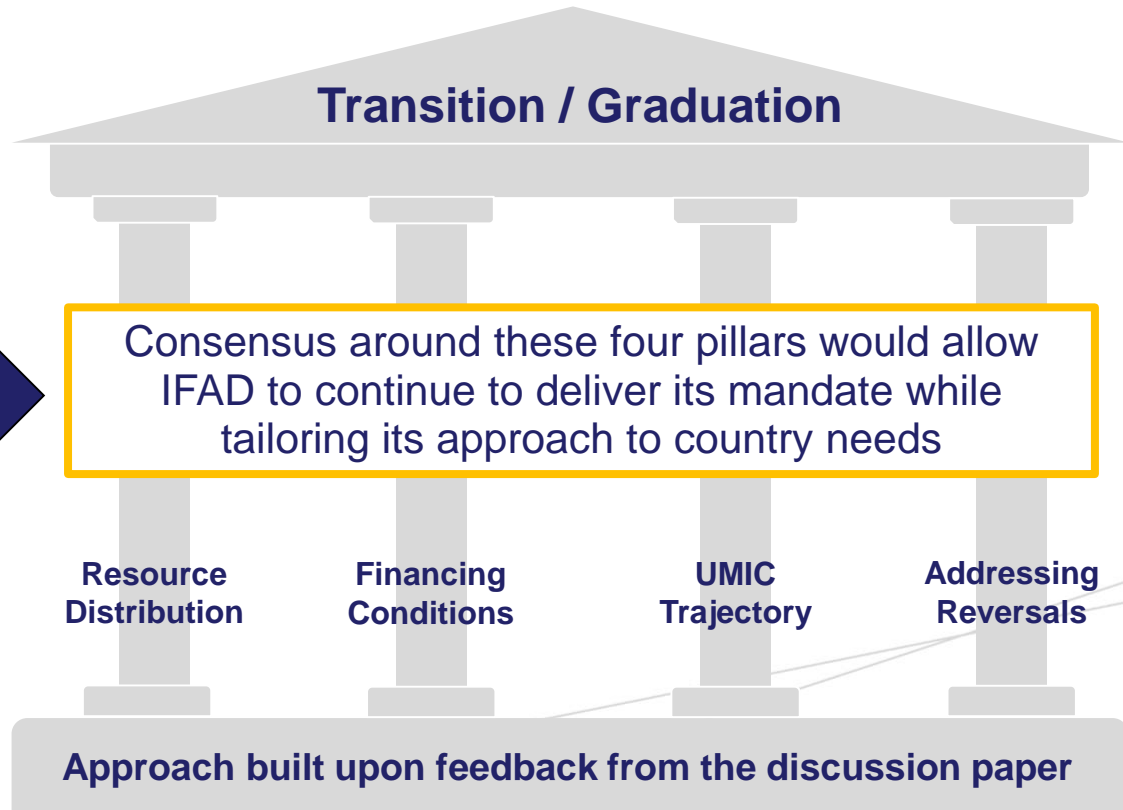 Transition / Graduation
Consensus around these four pillars would allow
IFAD to continue to deliver its mandate while
tailoring its approach to country needs
Resource
Distribution
Financing
Conditions
UMIC
Trajectory
Addressing
Reversals
Approach built upon feedback from the discussion paper